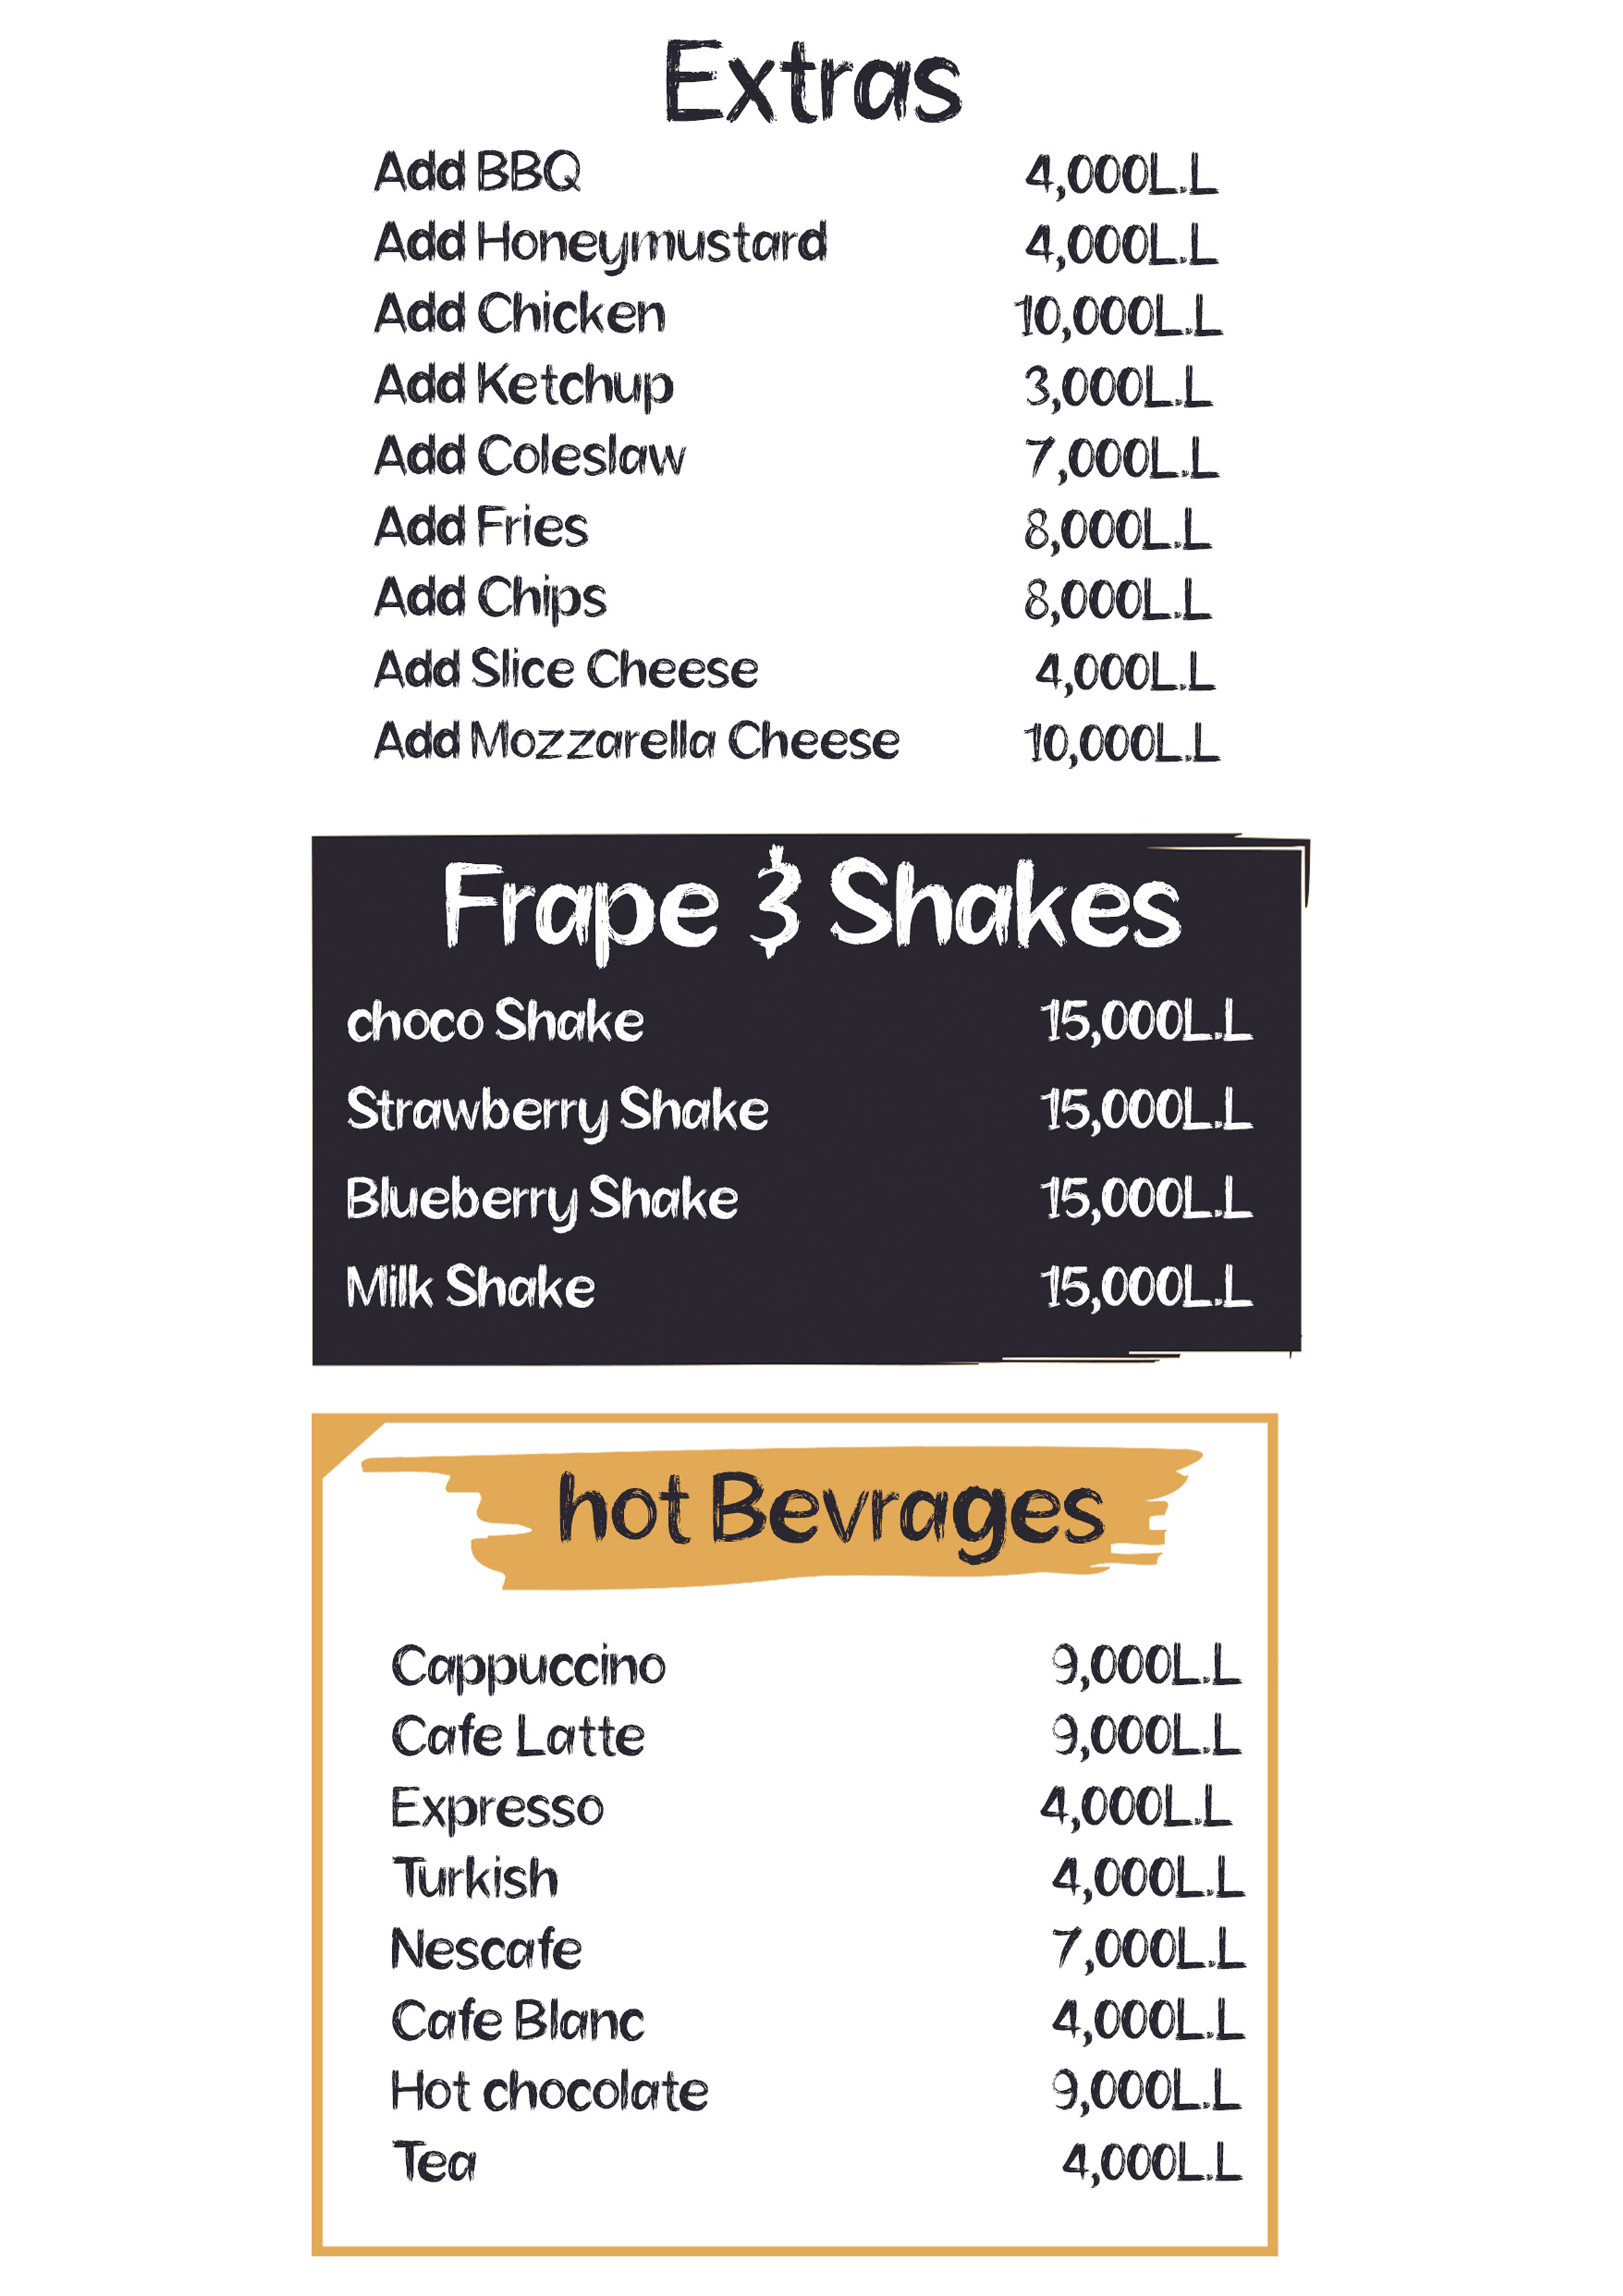 Extras
Add BBQ 4,000L.L
Add Honeymustard 4,000L.L
Add Chicken 10,000L.L
Add Ketchup 3,000L.L
Add Coleslaw 7,000L.L
Add Fries 8,000L.L
Add Chips 8,000L.L
Add Slice Cheese 4,000L.L
Add Mozzarella Cheese 10,000L.L
Frape & Shakes
choco Shake 15,000L.L
Strawberry Shake 15,000L.L
Blueberry Shake 15,000L.L
Milk Shake 15,000L.L
hot Bevrages
Cappuccino 9,000L.L
Cafe Latte 9,000L.L
Expresso 4,000L.L
Turkish 4,000L.L
Nescafe 7,000L.L
Cafe Blanc 4,000L.L
Hot chocolate 9,000L.L
Tea 4,000L.L